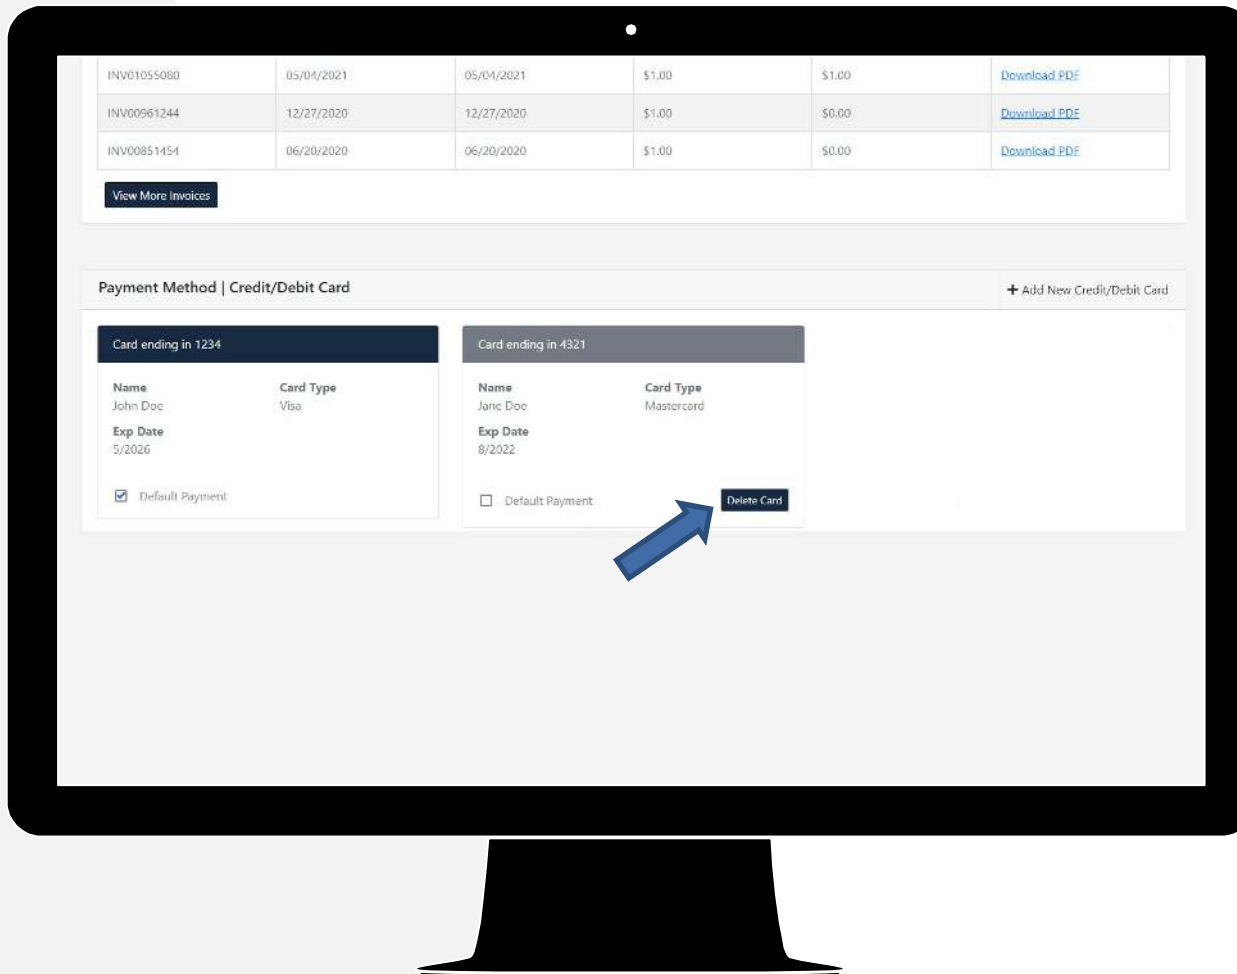 INV01055080 05/04/2021 05/04/2021 $1.00 $1.00 Download PDF
INV00961244 12/27/2020 12/27/2020 $1.00 $0.00 Download PDF
INV00851454 06/20/2020 06/20/2020 $1.00 $0.00 Download PDF
View More Invoices
Payment Method | Credit/Debit Card
+ Add New Credit/Debit Card
Card ending in 1234
Name Card Type
John Doe Visa
Exp Date
5/2026
Default Payment
Card ending in 4321
Name Card Type
Jane Doe Mastercard
Exp Date
8/2022
Default Payment
Delete Card